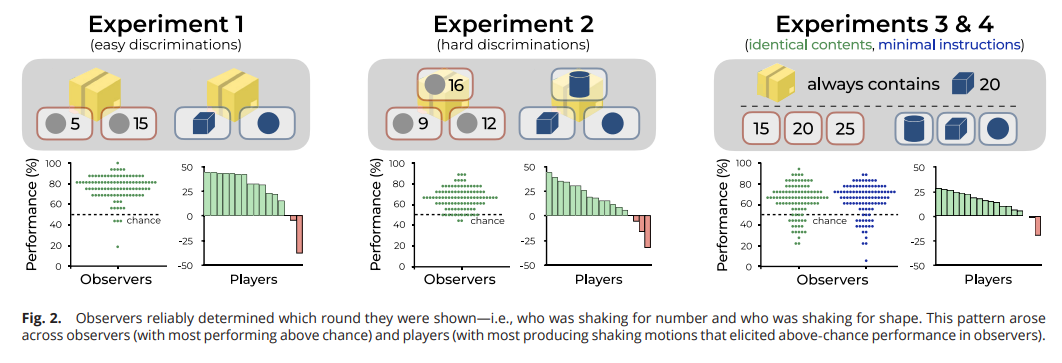 Experiment 1
(easy discriminations)
5
15
Performance (%)
100
80
60
40
20
0
chance
Observers
50
25
0
-25
-50
Players
Experiment 2
(hard discriminations)
16
9
12
Performance (%)
100
80
60
40
20
0
chance
Observers
50
25
0
-25
-50
Players
Experiments 3 & 4
(identical contents, minimal instructions)
always contains 20
15 20 25
Performance (%)
100
80
60
40
20
0
chance
Observers
50
25
0
-25
-50
Players
Fig. 2. Observers reliably determined which round they were shown—i.e., who was shaking for number and who was shaking for shape. This pattern arose
across observers (with most performing above chance) and players (with most producing shaking motions that elicited above-chance performance in observers).